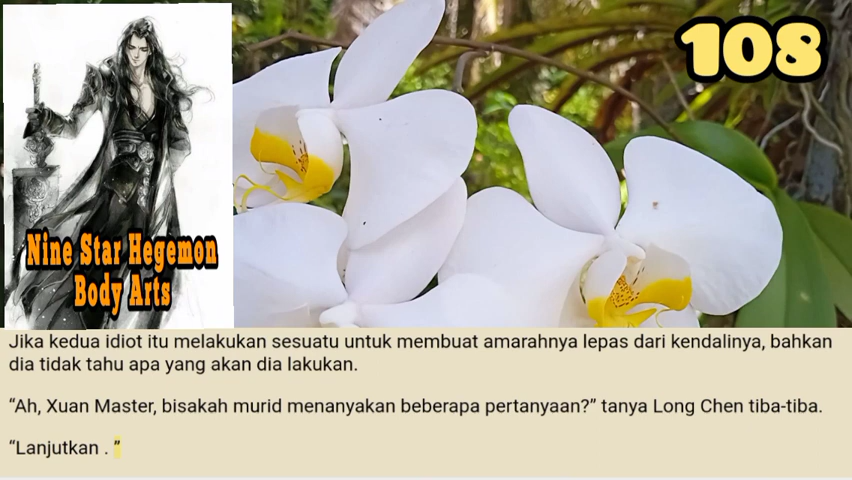 108
Nine Star Hegemon
Body Arts
Jika kedua idiot itu melakukan sesuatu untuk membuat amarahnya lepas dari kendalinya, bahkan
dia tidak tahu apa yang akan dia lakukan.
“Ah, Xuan Master, bisakah murid menanyakan beberapa pertanyaan?” tanya Long Chen tiba-tiba.
“Lanjutkan . ”